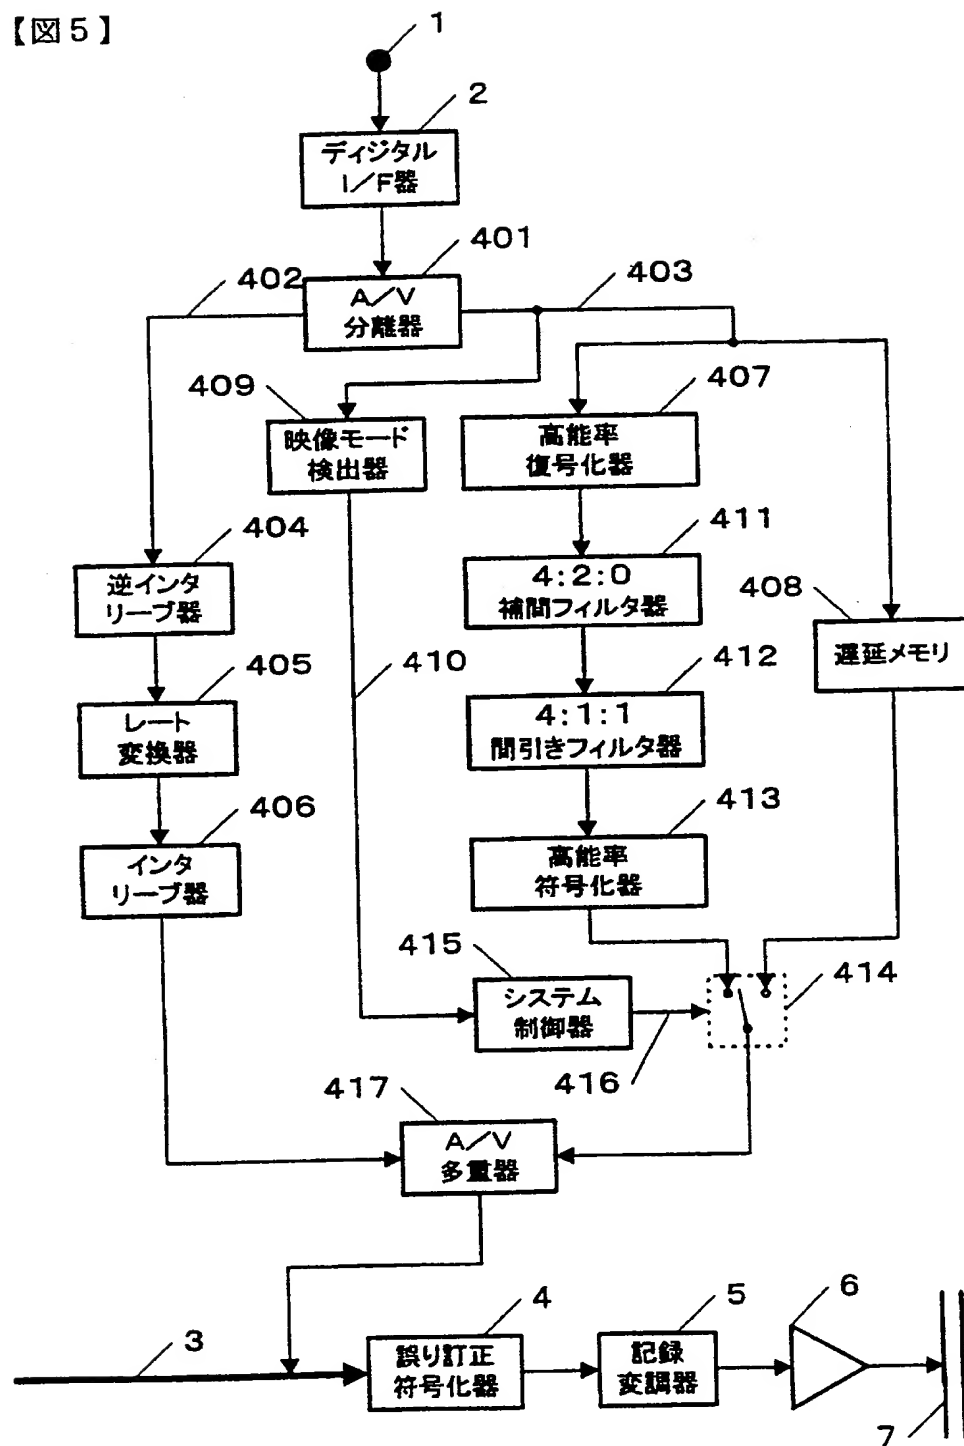 【図5】
1
2
ディジタル
I/F器
401
402
403
A/V
分離器
409
407
映像モード
検出器
高能率
復号化器
404
411
逆インタ
リーブ器
4:2:0
補間フィルタ器
408
遅延メモリ
405
410
412
レート
変換器
4:1:1
間引きフィルタ器
406
413
インタ
リーブ器
高能率
符号化器
415
414
システム
制御器
416
417
A/V
多重器
3
4
5
6
誤り訂正
符号化器
記録
変調器
7